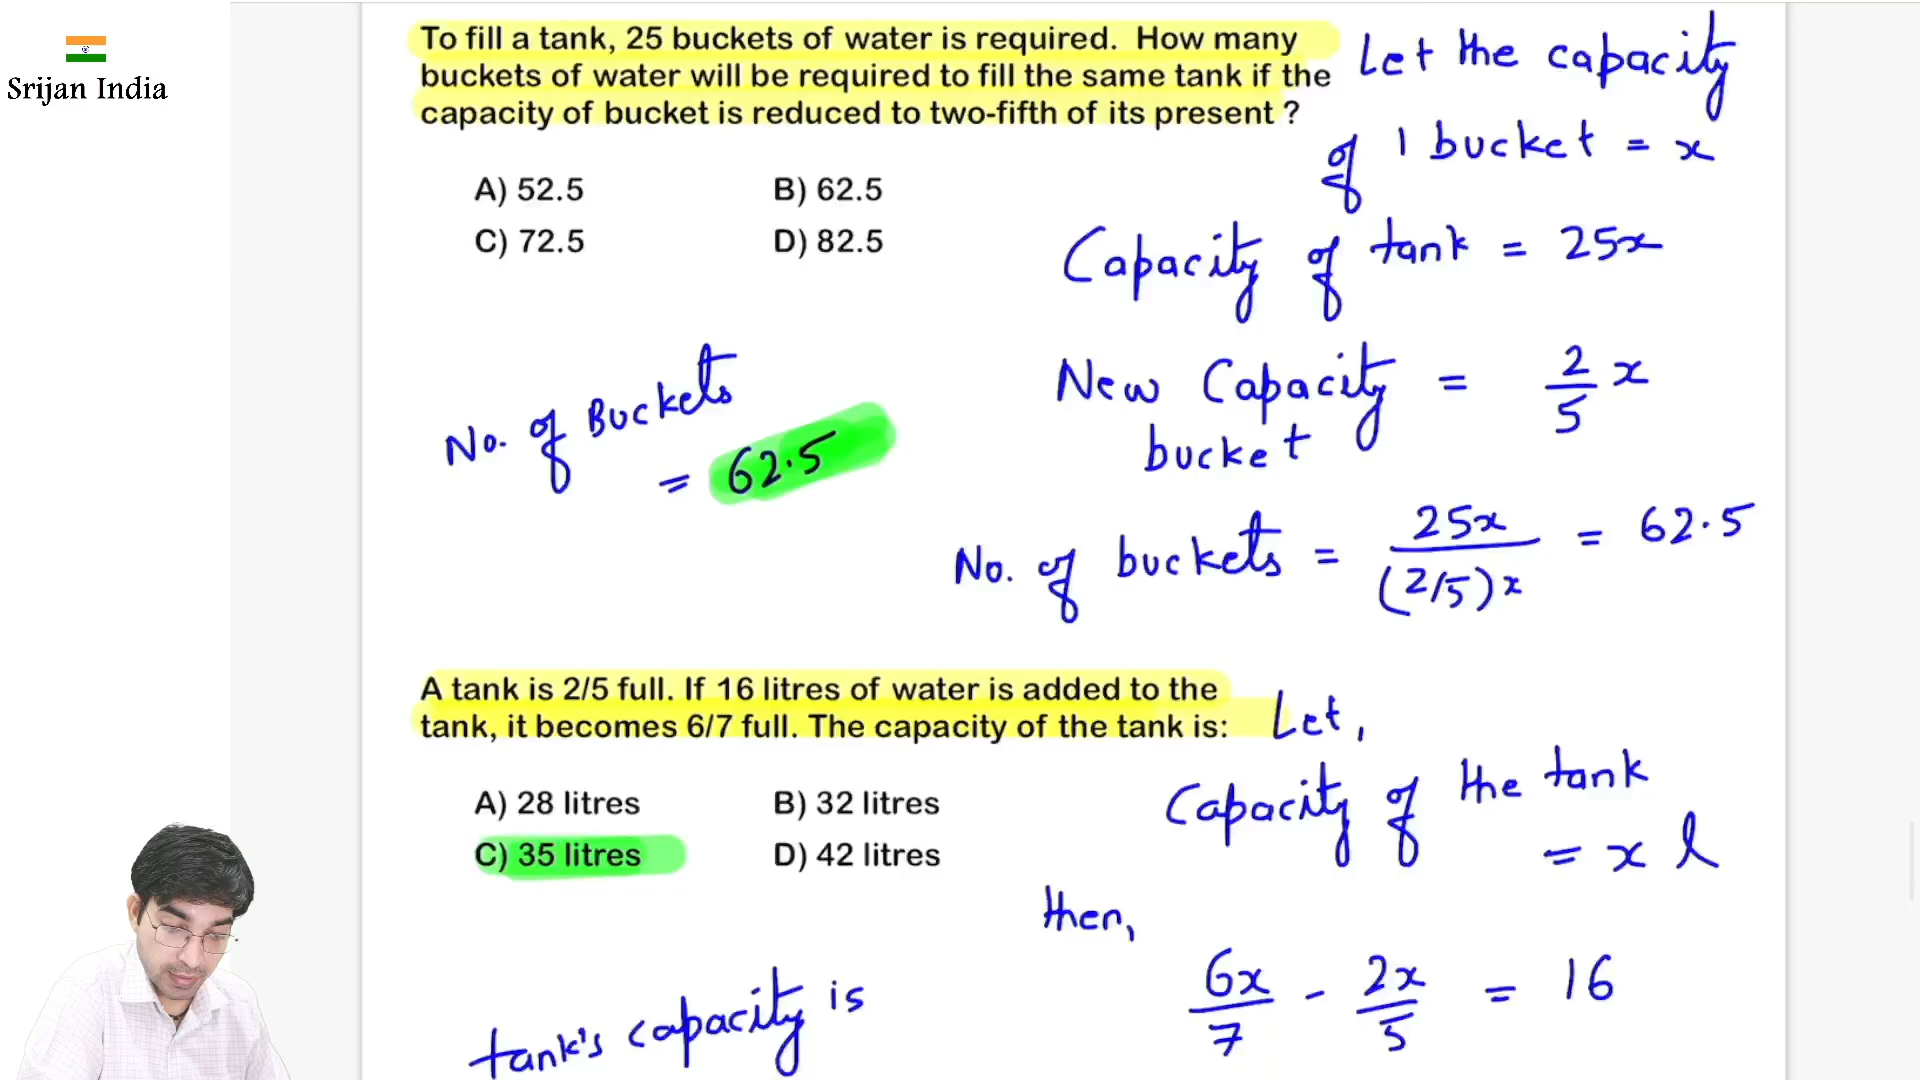 Srijan India
To fill a tank, 25 buckets of water is required. How many
buckets of water will be required to fill the same tank if the
capacity of bucket is reduced to two-fifth of its present ?
A) 52.5 B) 62.5
C) 72.5 D) 82.5
Let the capacity
of 1 bucket = x
Capacity of tank = 25x
New Capacity = 2/5 x
bucket
No. of buckets = 25x/(2/5)x = 62.5
No. of Buckets
= 62.5
A tank is 2/5 full. If 16 litres of water is added to the
tank, it becomes 6/7 full. The capacity of the tank is:
A) 28 litres B) 32 litres
C) 35 litres D) 42 litres
Let,
Capacity of the tank
= x l
then,
6x/7 - 2x/5 = 16
tank's capacity is